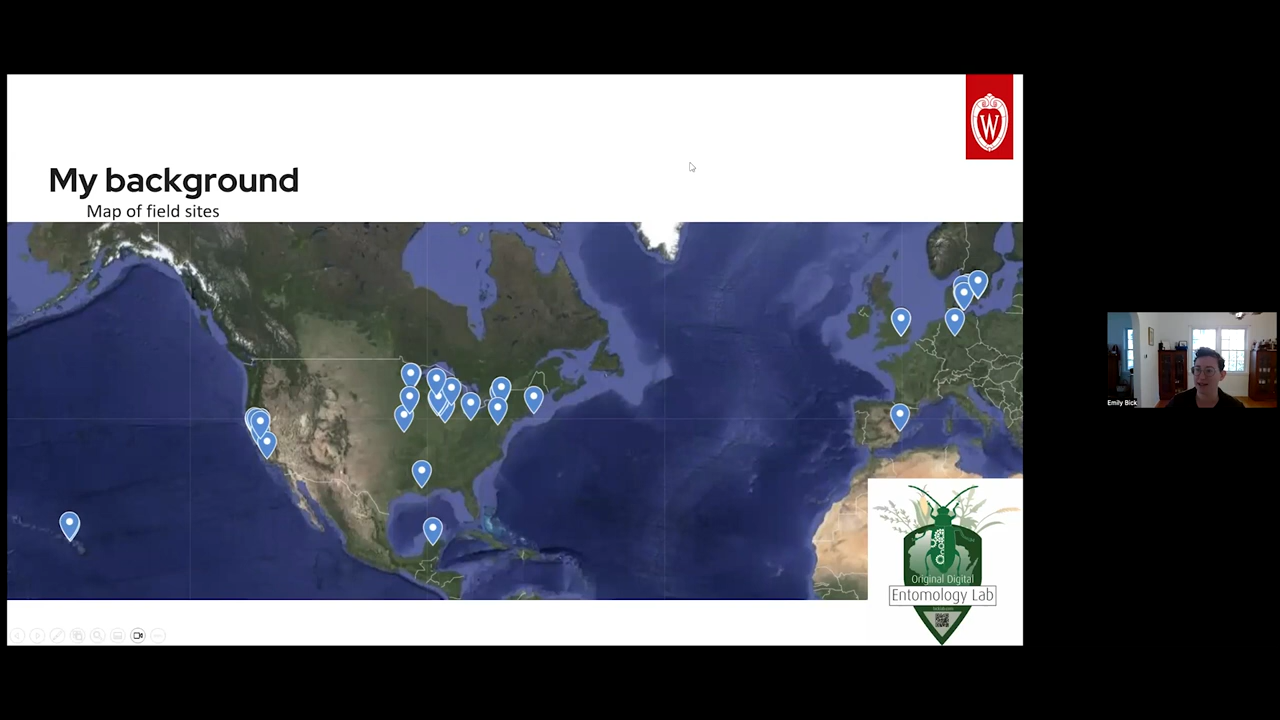 W
My background
Map of field sites
Emily Bick
Original Digital
Entomology Lab